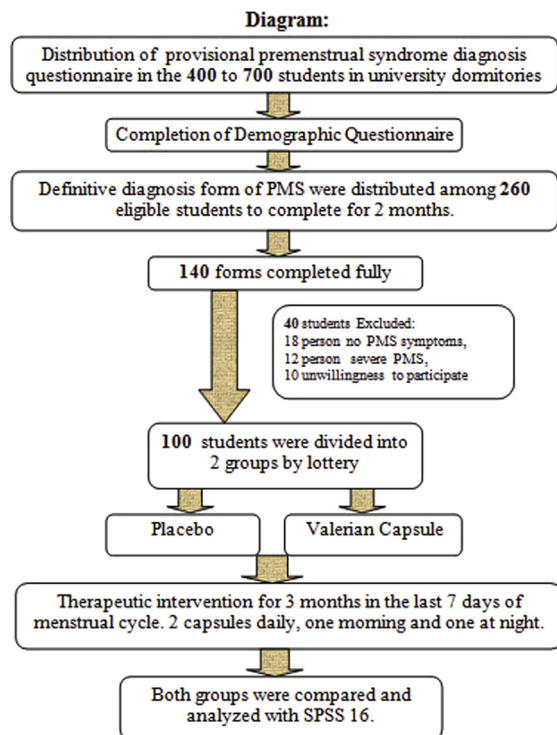 Diagram:
Distribution of provisional premenstrual syndrome diagnosis
questionnaire in the 400 to 700 students in university dormitories
Completion of Demographic Questionnaire
Definitive diagnosis form of PMS were distributed among 260
eligible students to complete for 2 months.
140 forms completed fully
40 students Excluded:
18 person no PMS symptoms,
12 person severe PMS,
10 unwillingness to participate
100 students were divided into
2 groups by lottery
Placebo
Valerian Capsule
Therapeutic intervention for 3 months in the last 7 days of
menstrual cycle. 2 capsules daily, one morning and one at night.
Both groups were compared and
analyzed with SPSS 16.